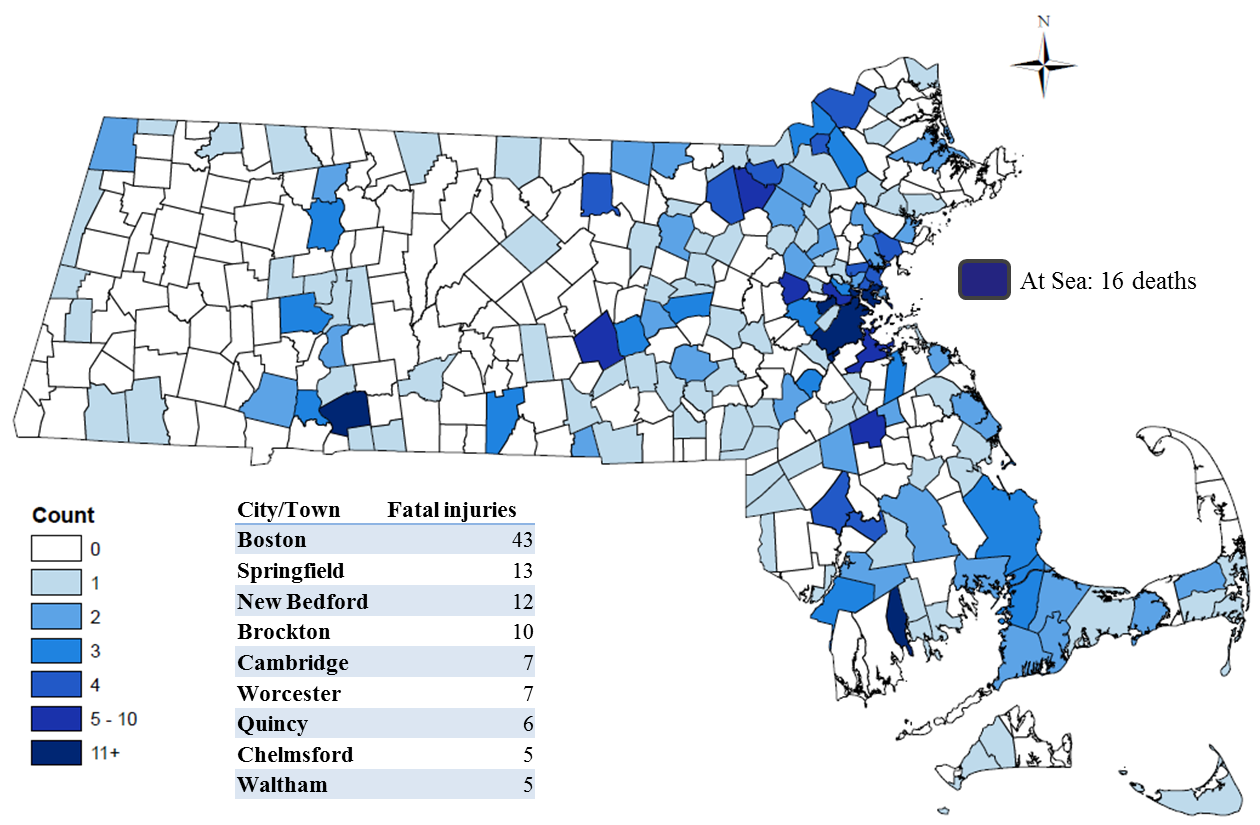 N
At Sea: 16 deaths
Count
0
1
2
3
4
5 - 10
11+
City/Town Fatal injuries
Boston 43
Springfield 13
New Bedford 12
Brockton 10
Cambridge 7
Worcester 7
Quincy 6
Chelmsford 5
Waltham 5